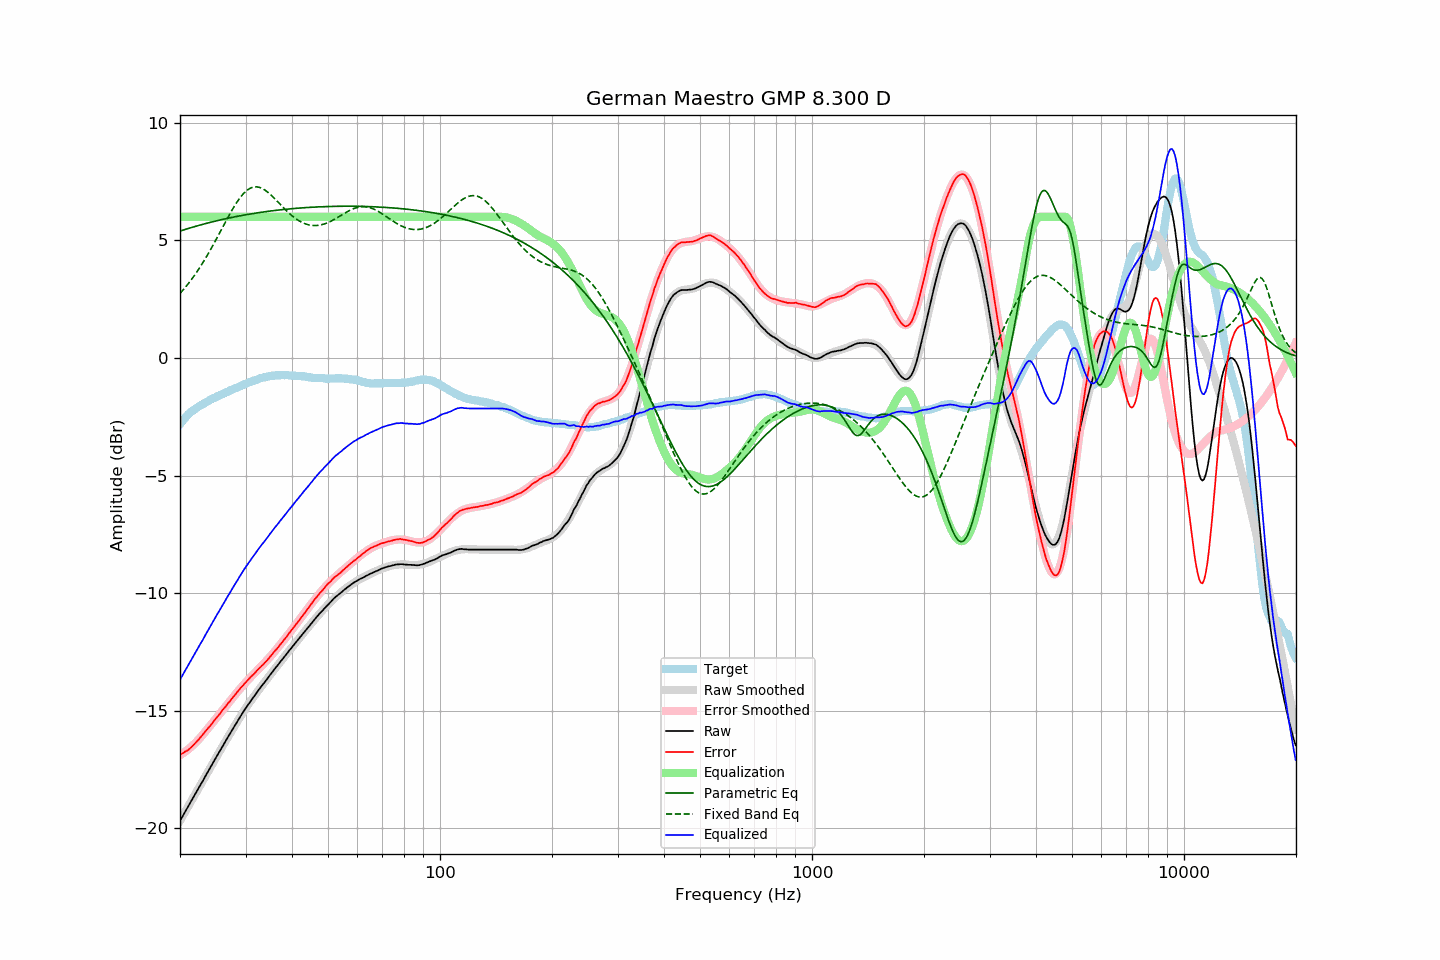 German Maestro GMP 8.300 D
10
5
0
−5
−10
−15
−20
Amplitude (dBr)
Target
Raw Smoothed
Error Smoothed
Raw
Error
Equalization
Parametric Eq
Fixed Band Eq
Equalized
100
1000
10000
Frequency (Hz)